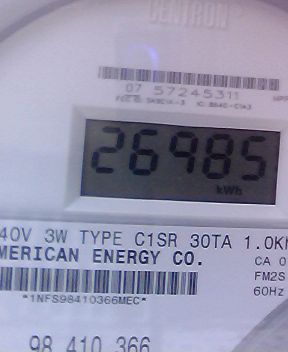 CENTRON
07 57245311
26985
kWh
40V 3W TYPE C1SR 30TA 1.0K
MERICAN ENERGY CO.
CA 0
FM2S
60Hz
*1NFS98410366MEC*
98 410 366